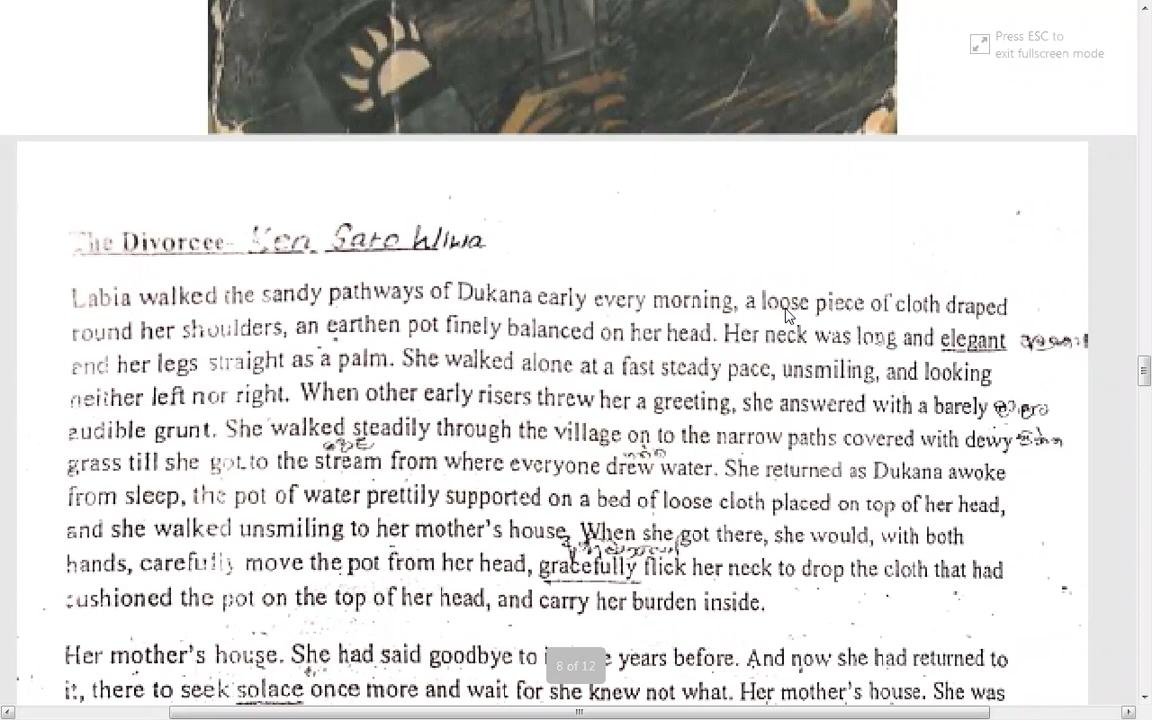 Press ESC to
exit fullscreen mode
The Divorcee- Ken Saro Wiwa
Labia walked the sandy pathways of Dukana early every morning, a loose piece of cloth draped
round her shoulders, an earthen pot finely balanced on her head. Her neck was long and elegant
and her legs straight as a palm. She walked alone at a fast steady pace, unsmiling, and looking
neither left nor right. When other early risers threw her a greeting, she answered with a barely
audible grunt. She walked steadily through the village on to the narrow paths covered with dewy
grass till she got to the stream from where everyone drew water. She returned as Dukana awoke
from sleep, the pot of water prettily supported on a bed of loose cloth placed on top of her head,
and she walked unsmiling to her mother's house. When she got there, she would, with both
hands, carefully move the pot from her head, gracefully flick her neck to drop the cloth that had
cushioned the pot on the top of her head, and carry her burden inside.
Her mother's house. She had said goodbye to years before. And now she had returned to
8 of 12
it, there to seek solace once more and wait for she knew not what. Her mother's house. She was